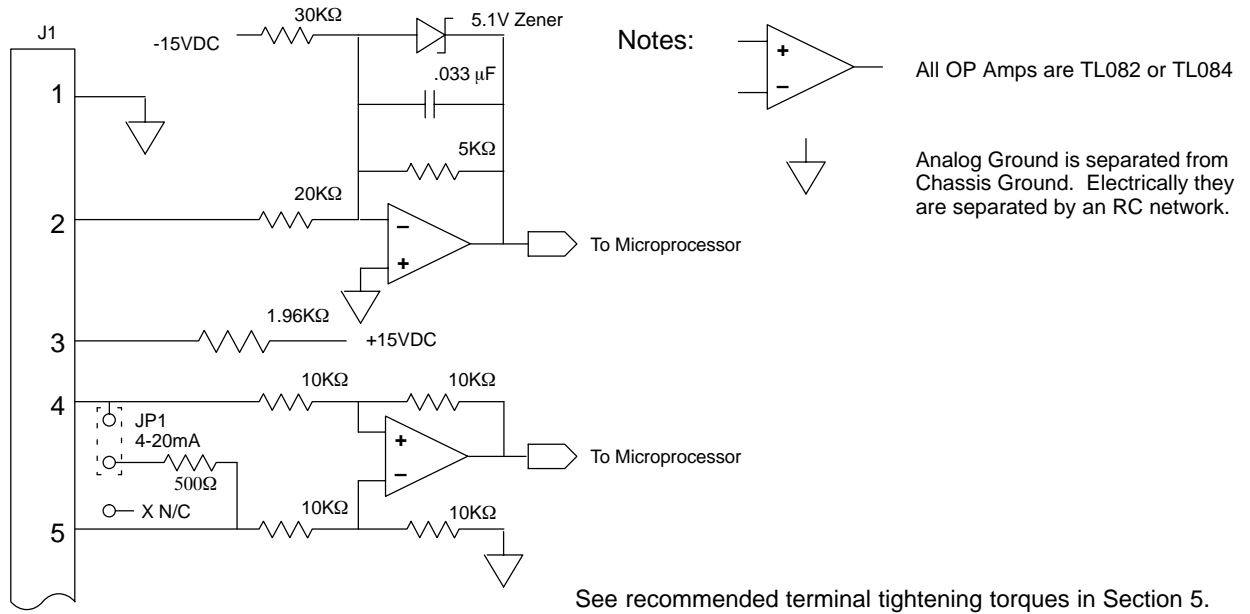 J1
1
2
3
4
5
-15VDC
30KΩ
5.1V Zener
.033 μF
5KΩ
20KΩ
−
+
To Microprocessor
1.96KΩ
+15VDC
10KΩ
10KΩ
JP1
4-20mA
500Ω
X N/C
+
−
To Microprocessor
10KΩ
10KΩ
Notes:
+
−
All OP Amps are TL082 or TL084
Analog Ground is separated from
Chassis Ground. Electrically they
are separated by an RC network.
See recommended terminal tightening torques in Section 5.